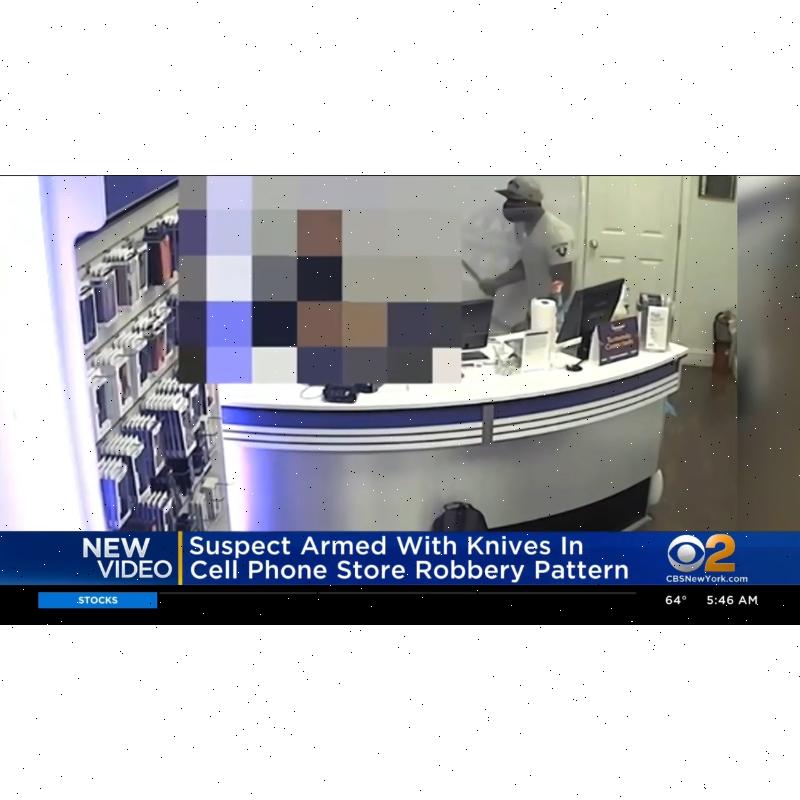 NEW
VIDEO
Suspect Armed With Knives In
Cell Phone Store Robbery Pattern
2
CBSNewYork.com
STOCKS
64° 5:46 AM